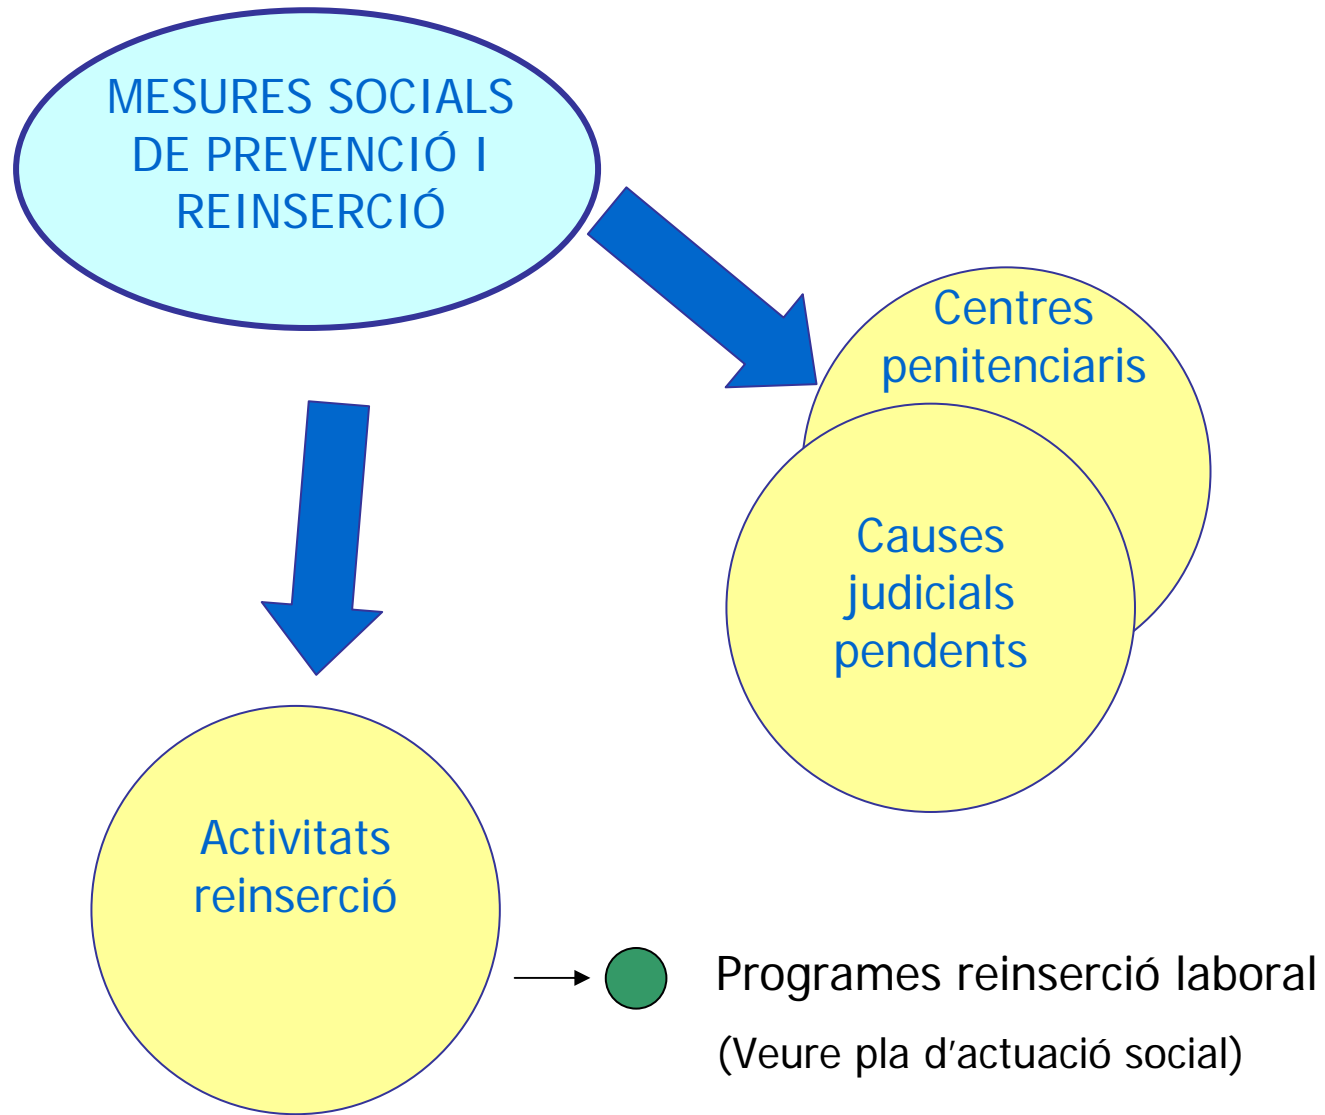 MESURES SOCIALS
DE PREVENCIÓ I
REINSERCIÓ
Centres
penitenciaris
Causes
judicials
pendents
Activitats
reinserció
Programes reinserció laboral
(Veure pla d’actuació social)